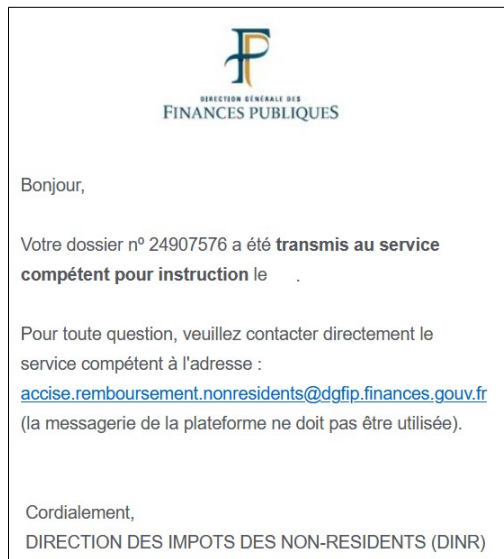 DIRECTION GÉNÉRALE DES
FINANCES PUBLIQUES
Bonjour,
Votre dossier nº 24907576 a été transmis au service
compétent pour instruction le .
Pour toute question, veuillez contacter directement le
service compétent à l'adresse :
accise.remboursement.nonresidents@dgfip.finances.gouv.fr
(la messagerie de la plateforme ne doit pas être utilisée).
Cordialement,
DIRECTION DES IMPOTS DES NON-RESIDENTS (DINR)